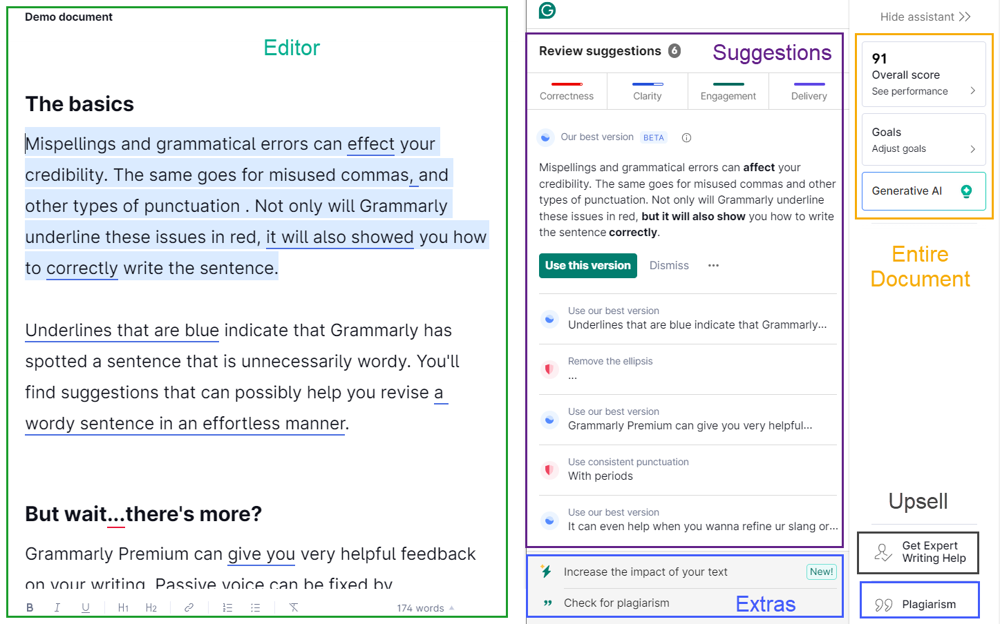 Demo document
Editor
The basics
Mispellings and grammatical errors can effect your
credibility. The same goes for misused commas, and
other types of punctuation . Not only will Grammarly
underline these issues in red, it will also showed you how
to correctly write the sentence.
Underlines that are blue indicate that Grammarly has
spotted a sentence that is unnecessarily wordy. You'll
find suggestions that can possibly help you revise a
wordy sentence in an effortless manner.
But wait...there's more?
Grammarly Premium can give you very helpful feedback
on your writing. Passive voice can be fixed by
B I U H1 H2 174 words
Review suggestions 6
Suggestions
Correctness Clarity Engagement Delivery
Our best version BETA
Mispellings and grammatical errors can affect your
credibility. The same goes for misused commas and other
types of punctuation. Not only will Grammarly underline
these issues in red, but it will also show you how to write
the sentence correctly.
Use this version Dismiss ...
Use our best version
Underlines that are blue indicate that Grammarly...
Remove the ellipsis
...
Use our best version
Grammarly Premium can give you very helpful...
Use consistent punctuation
With periods
Use our best version
It can even help when you wanna refine ur slang or...
Increase the impact of your text New!
Check for plagiarism
Extras
Hide assistant
91
Overall score
See performance
Goals
Adjust goals
Generative AI
Entire
Document
Upsell
Get Expert
Writing Help
Plagiarism